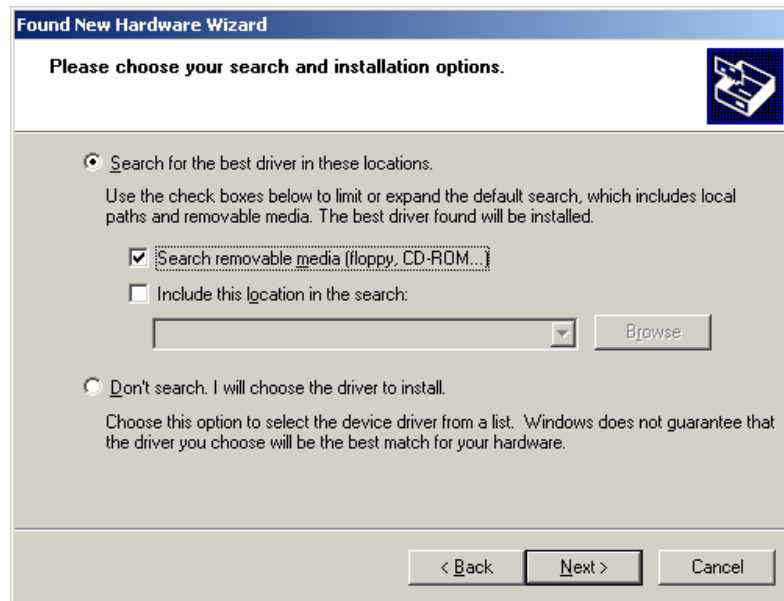 Found New Hardware Wizard
Please choose your search and installation options.
Search for the best driver in these locations.
Use the check boxes below to limit or expand the default search, which includes local
paths and removable media. The best driver found will be installed.
Search removable media (floppy, CD-ROM...)
Include this location in the search:
Browse
Don't search. I will choose the driver to install.
Choose this option to select the device driver from a list. Windows does not guarantee that
the driver you choose will be the best match for your hardware.
< Back Next > Cancel